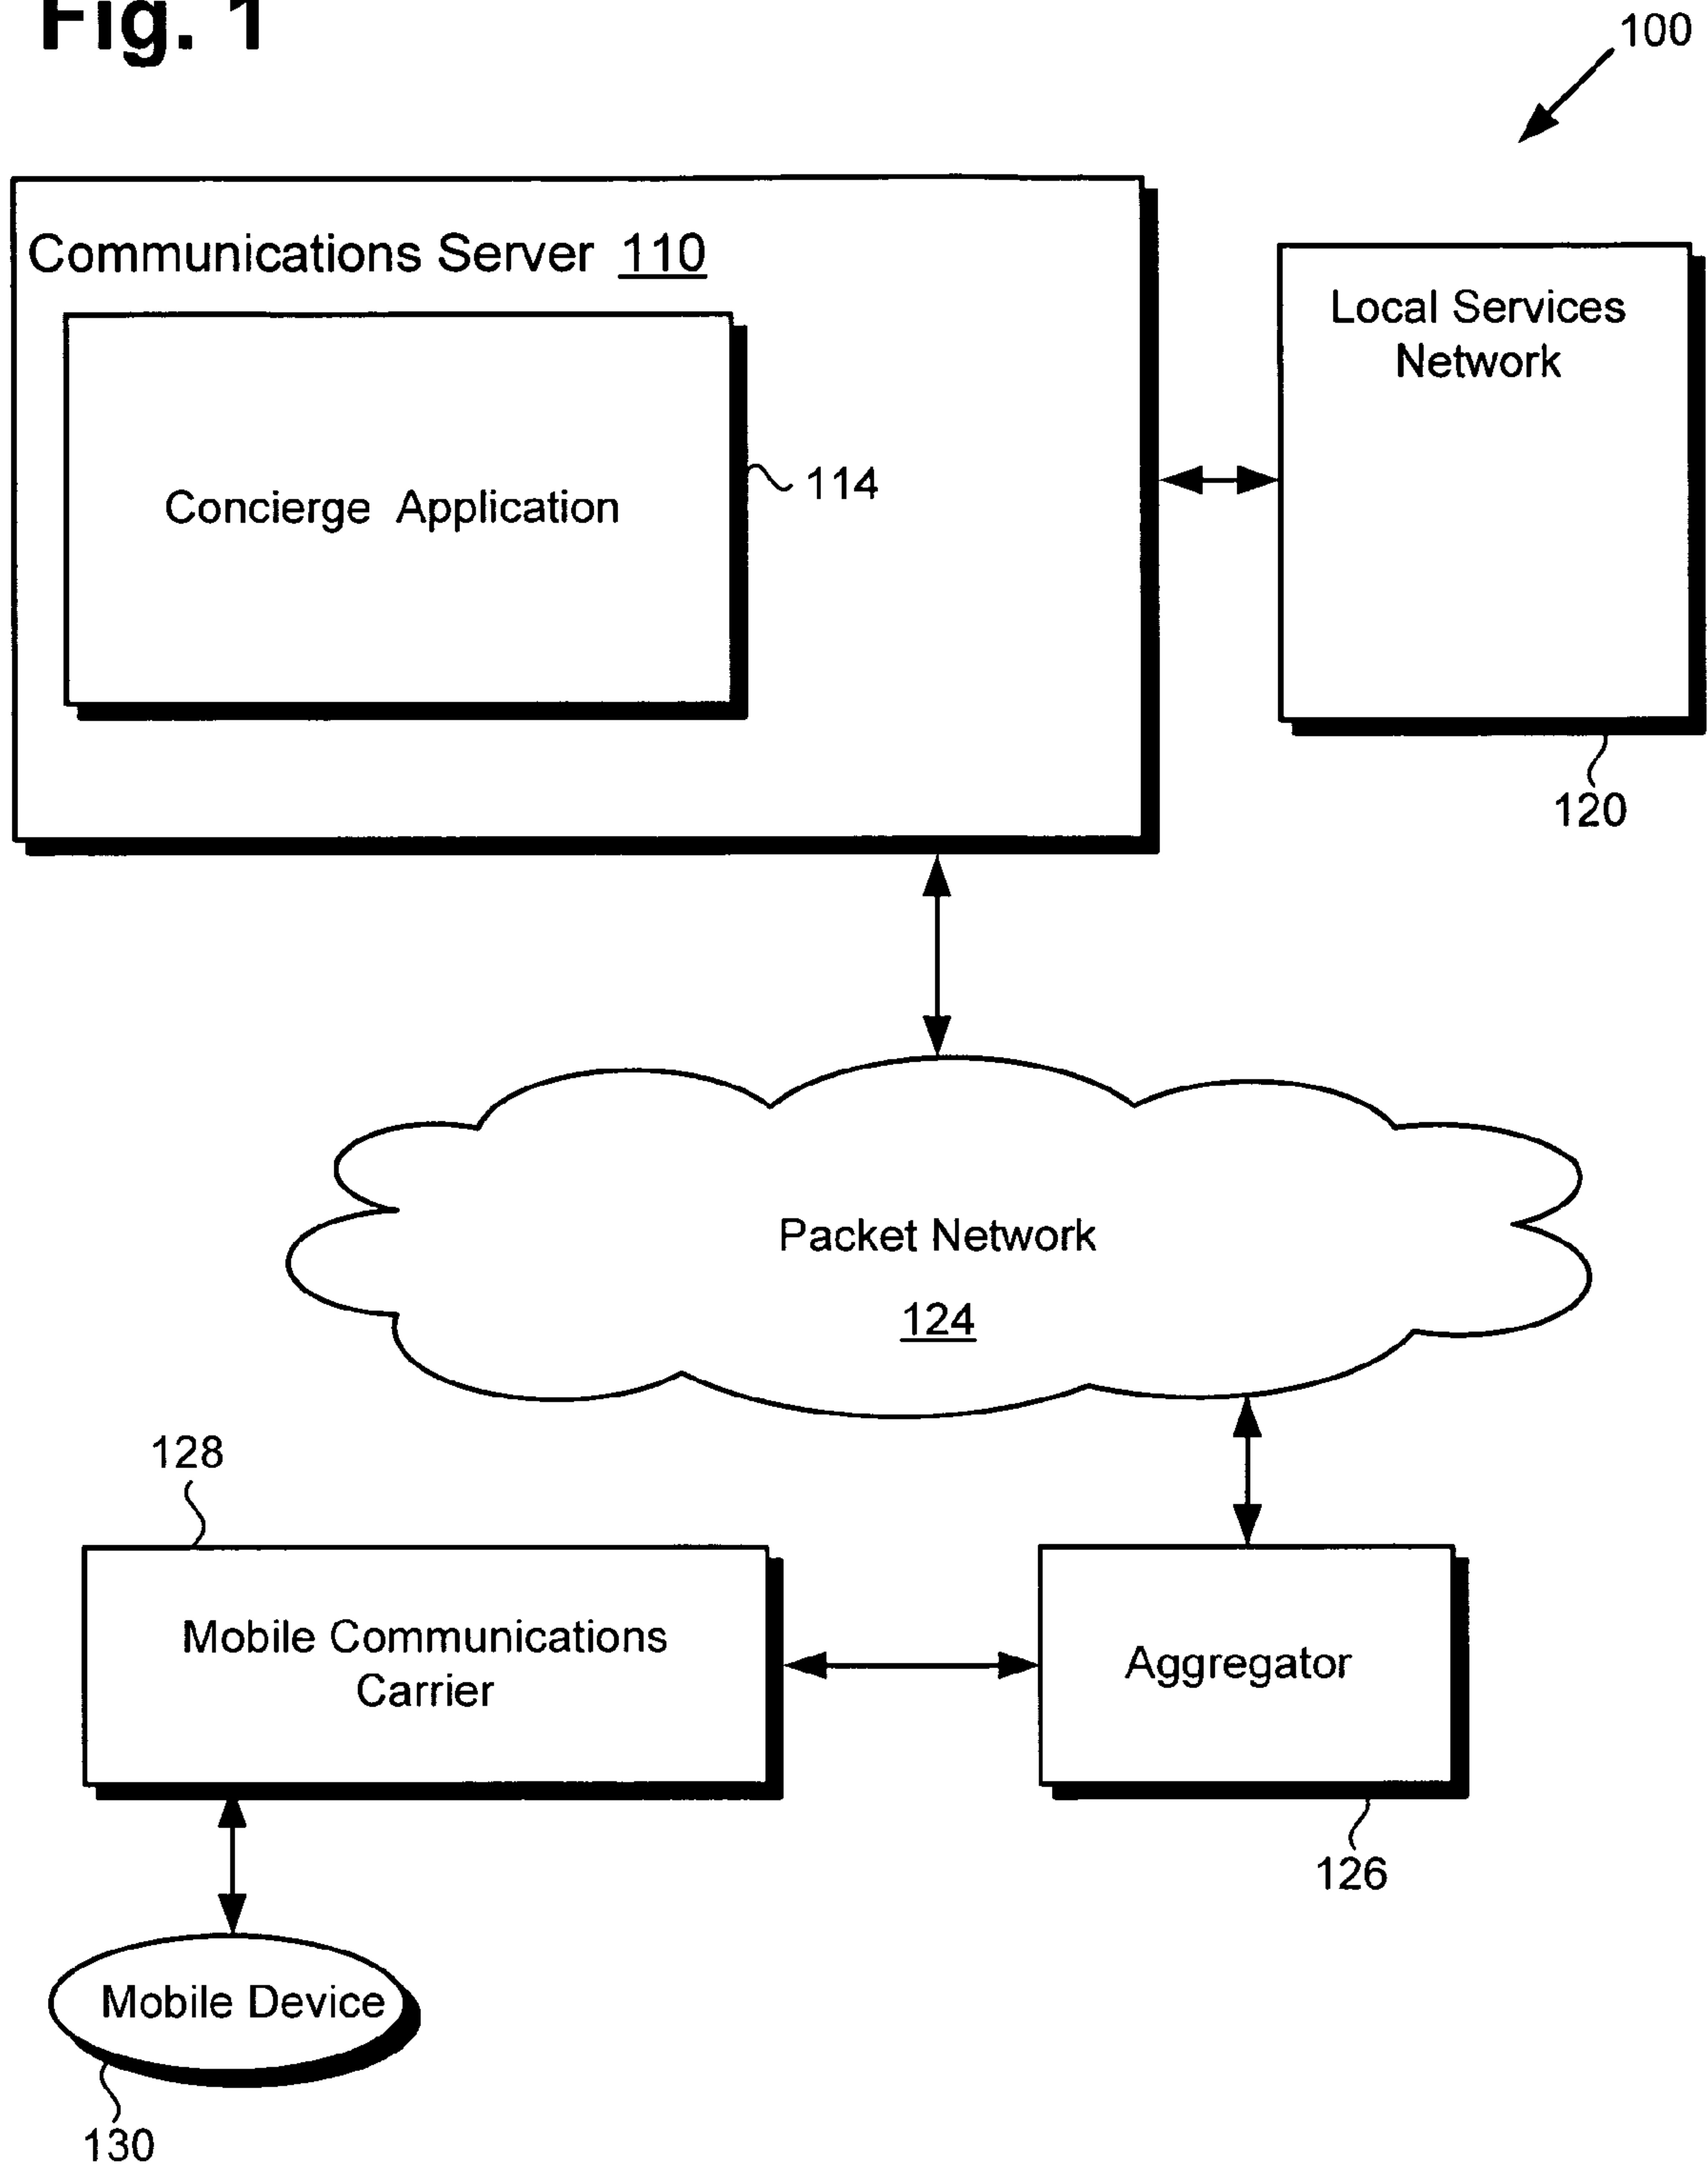 Fig. 1
100
Communications Server 110
Local Services
Network
Concierge Application
114
120
Packet Network
124
128
Mobile Communications
Carrier
Aggregator
126
Mobile Device
130